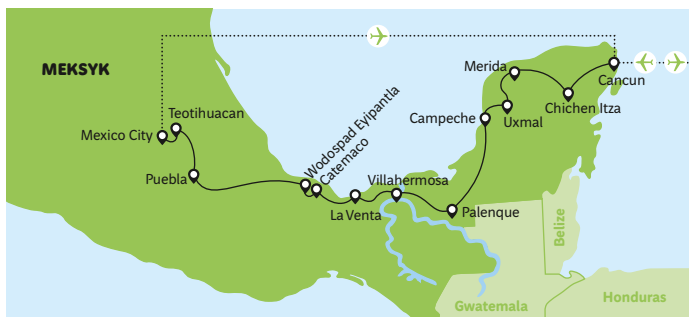 MEKSYK
Teotihuacan
Mexico City
Puebla
Wodospad Eyipantla
Catemaco
La Venta
Villahermosa
Palenque
Campeche
Uxmal
Merida
Chichen Itza
Cancun
Belize
Gwatemala
Honduras